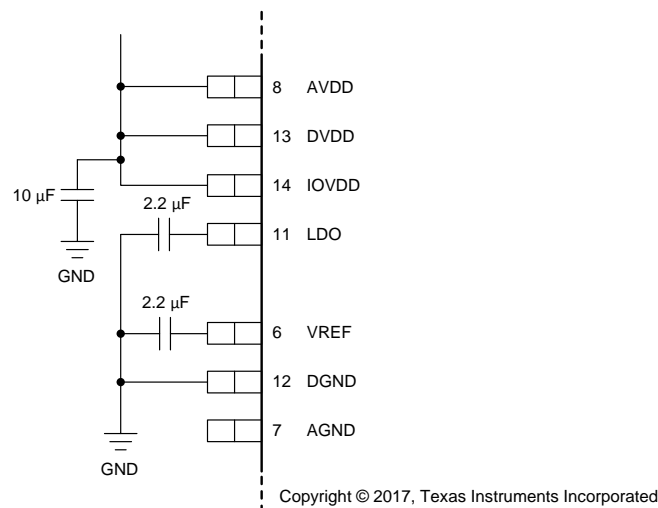 8 AVDD
13 DVDD
14 IOVDD
10 μF
2.2 μF
11 LDO
GND
2.2 μF
6 VREF
12 DGND
7 AGND
GND
Copyright © 2017, Texas Instruments Incorporated